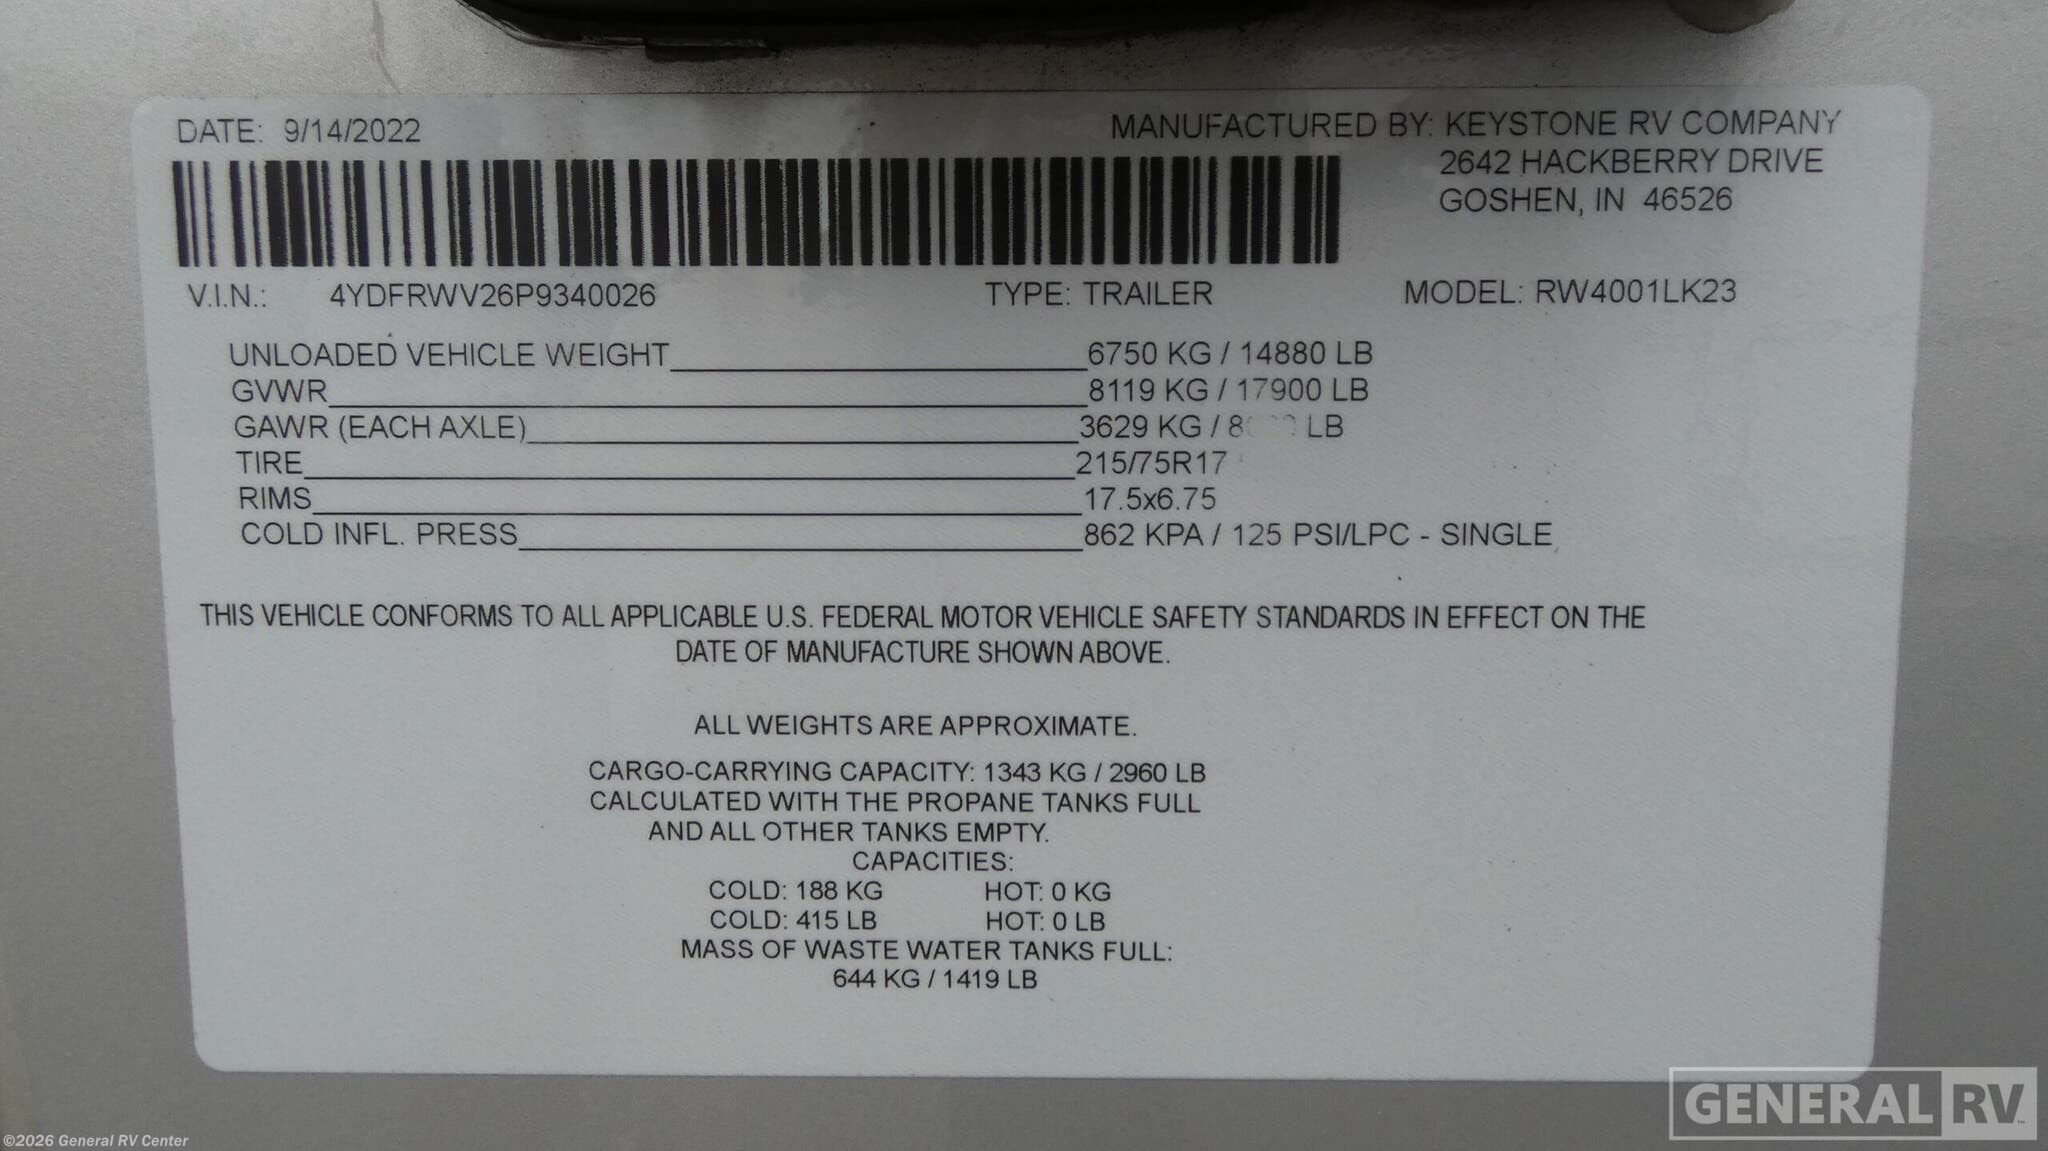 DATE: 9/14/2022
MANUFACTURED BY: KEYSTONE RV COMPANY
2642 HACKBERRY DRIVE
GOSHEN, IN 46526
V.I.N.: 4YDFRWV26P9340026 TYPE: TRAILER MODEL: RW4001LK23
UNLOADED VEHICLE WEIGHT 6750 KG / 14880 LB
GVWR 8119 KG / 17900 LB
GAWR (EACH AXLE) 3629 KG / LB
TIRE 215/75R17
RIMS 17.5x6.75
COLD INFL. PRESS 862 KPA / 125 PSI/LPC - SINGLE
THIS VEHICLE CONFORMS TO ALL APPLICABLE U.S. FEDERAL MOTOR VEHICLE SAFETY STANDARDS IN EFFECT ON THE
DATE OF MANUFACTURE SHOWN ABOVE.
ALL WEIGHTS ARE APPROXIMATE.
CARGO-CARRYING CAPACITY: 1343 KG / 2960 LB
CALCULATED WITH THE PROPANE TANKS FULL
AND ALL OTHER TANKS EMPTY.
CAPACITIES:
COLD: 188 KG HOT: 0 KG
COLD: 415 LB HOT: 0 LB
MASS OF WASTE WATER TANKS FULL:
644 KG / 1419 LB
GENERAL RV
©2026 General RV Center